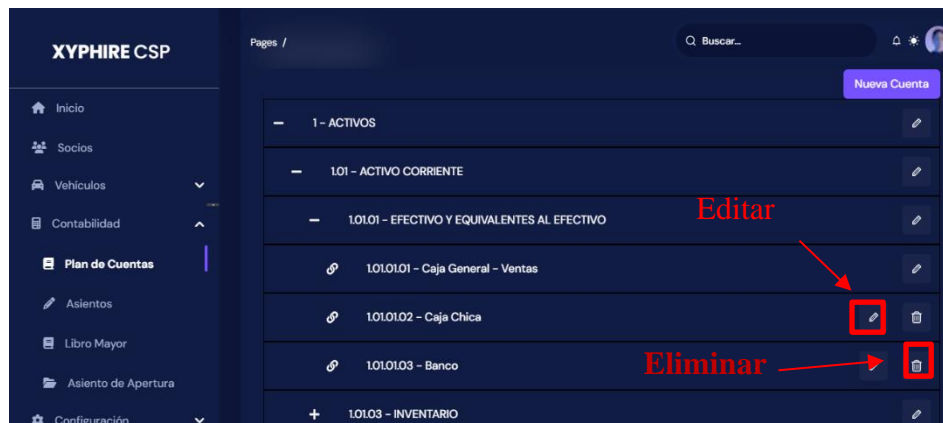 XYPHIRE CSP
Pages /
Buscar...
Nueva Cuenta
Inicio
Socios
Vehículos
Contabilidad
Plan de Cuentas
Asientos
Libro Mayor
Asiento de Apertura
Configuración
1 - ACTIVOS
1.01 - ACTIVO CORRIENTE
1.01.01 - EFECTIVO Y EQUIVALENTES AL EFECTIVO
Editar
1.01.01.01 - Caja General - Ventas
1.01.01.02 - Caja Chica
1.01.01.03 - Banco
Eliminar
1.01.03 - INVENTARIO